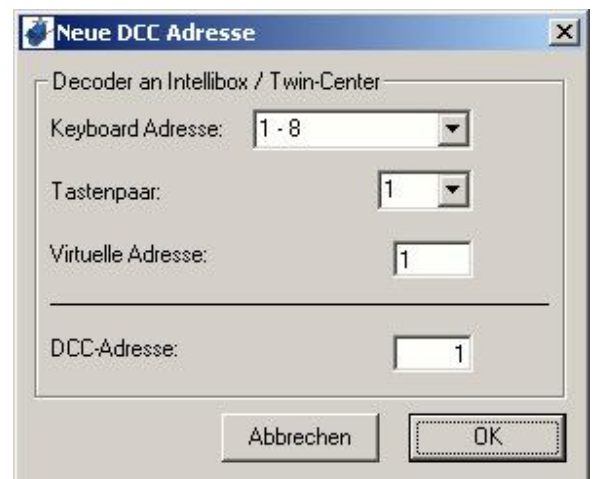 Neue DCC Adresse
Decoder an Intellibox / Twin-Center
Keyboard Adresse: 1 - 8
Tastenpaar: 1
Virtuelle Adresse: 1
DCC-Adresse: 1
Abbrechen OK